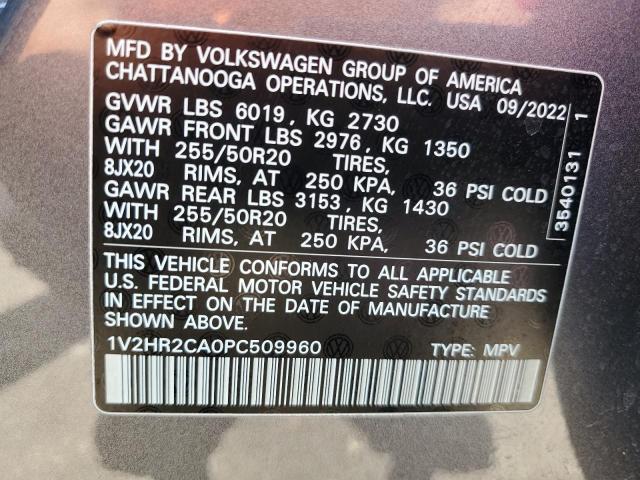 MFD BY VOLKSWAGEN GROUP OF AMERICA
CHATTANOOGA OPERATIONS, LLC. USA 09/2022
GVWR LBS 6019, KG 2730
GAWR FRONT LBS 2976, KG 1350
WITH 255/50R20 TIRES,
8JX20 RIMS, AT 250 KPA, 36 PSI COLD
GAWR REAR LBS 3153, KG 1430
WITH 255/50R20 TIRES,
8JX20 RIMS, AT 250 KPA, 36 PSI COLD
THIS VEHICLE CONFORMS TO ALL APPLICABLE
U.S. FEDERAL MOTOR VEHICLE SAFETY STANDARDS
IN EFFECT ON THE DATE OF MANUFACTURE
SHOWN ABOVE.
1V2HR2CA0PC509960 TYPE: MPV
3540131 1